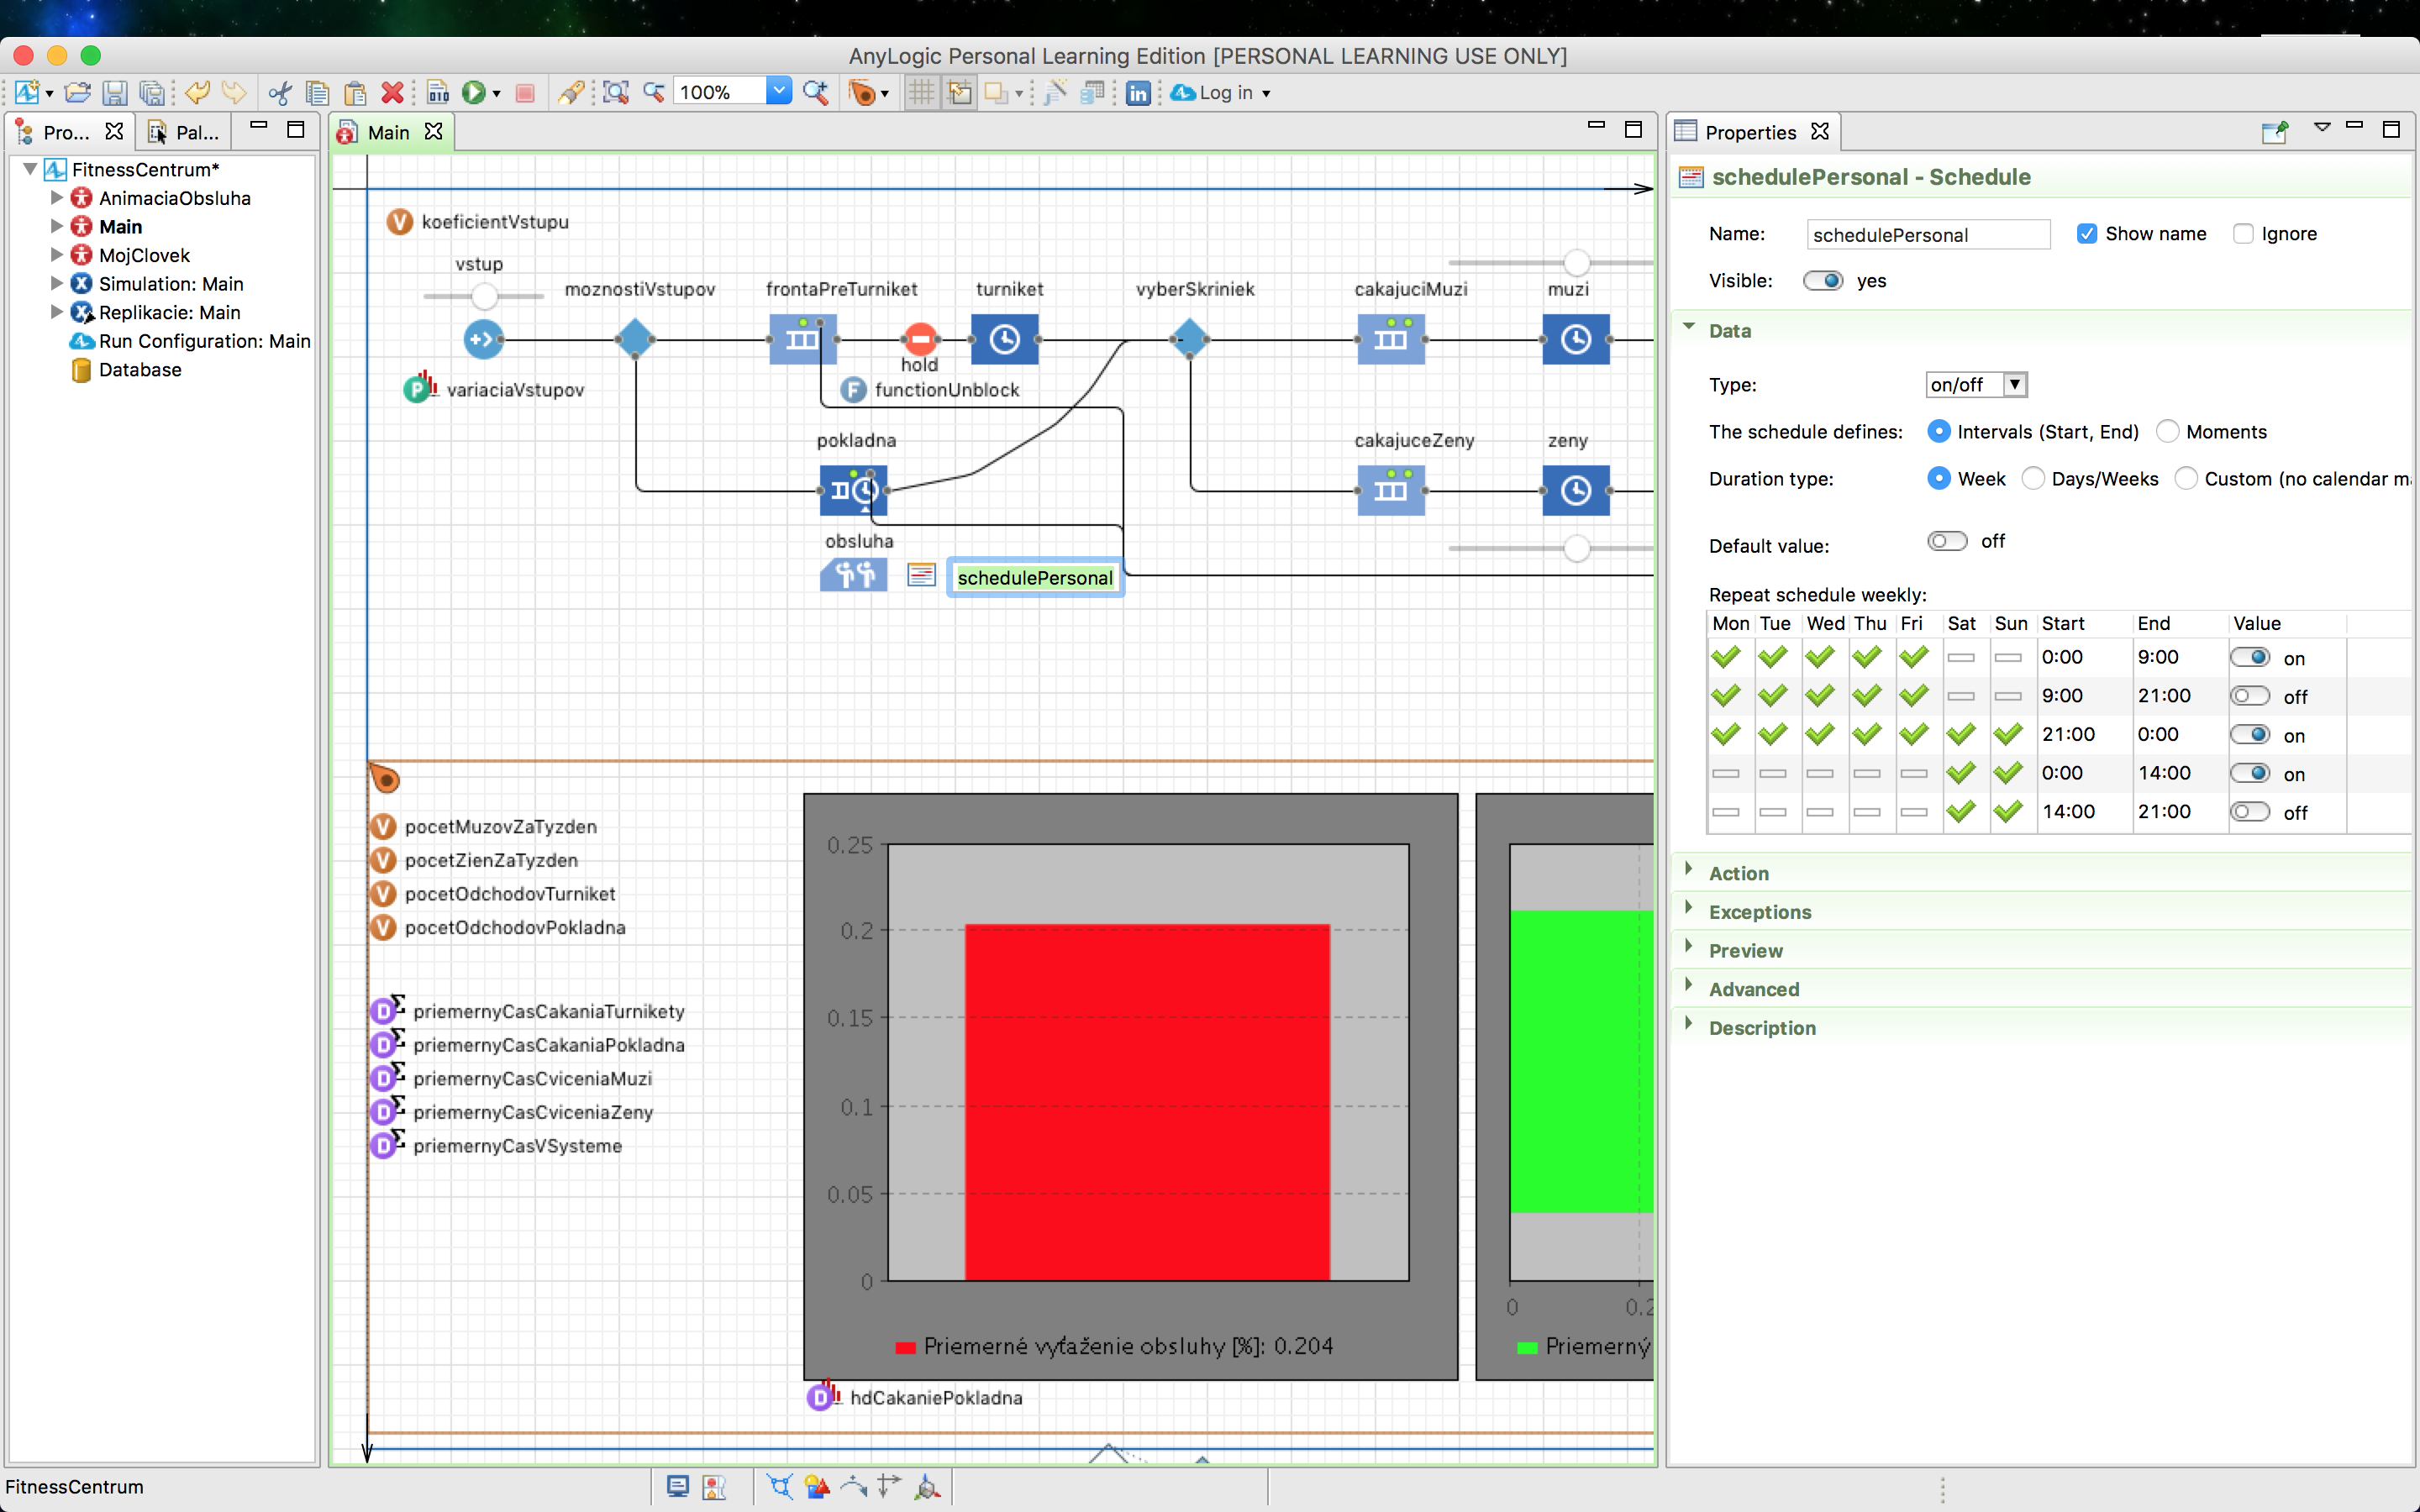 AnyLogic Personal Learning Edition [PERSONAL LEARNING USE ONLY]
100%
Log in
Pro...
Pal...
FitnessCentrum*
AnimaciaObsluha
Main
MojClovek
Simulation: Main
Replikacie: Main
Run Configuration: Main
Database
Main
koeficientVstupu
vstup
moznostiVstupov
frontaPreTurniket
turniket
vyberSkriniek
cakajuciMuzi
muzi
hold
variaciaVstupov
functionUnblock
pokladna
cakajuceZeny
zeny
obsluha
schedulePersonal
pocetMuzovZaTyzden
pocetZienZaTyzden
pocetOdchodovTurniket
pocetOdchodovPokladna
priemernyCasCakaniaTurnikety
priemernyCasCakaniaPokladna
priemernyCasCviceniaMuzi
priemernyCasCviceniaZeny
priemernyCasVSysteme
0.25
0.2
0.15
0.1
0.05
0
Priemerné vyťaženie obsluhy [%]: 0.204
0 0.2
Priemerný
hdCakaniePokladna
Properties
schedulePersonal - Schedule
Name: schedulePersonal Show name Ignore
Visible: yes
Data
Type: on/off
The schedule defines: Intervals (Start, End) Moments
Duration type: Week Days/Weeks Custom (no calendar ma
Default value: off
Repeat schedule weekly:
Mon Tue Wed Thu Fri Sat Sun Start End Value
0:00 9:00 on
9:00 21:00 off
21:00 0:00 on
0:00 14:00 on
14:00 21:00 off
Action
Exceptions
Preview
Advanced
Description
FitnessCentrum